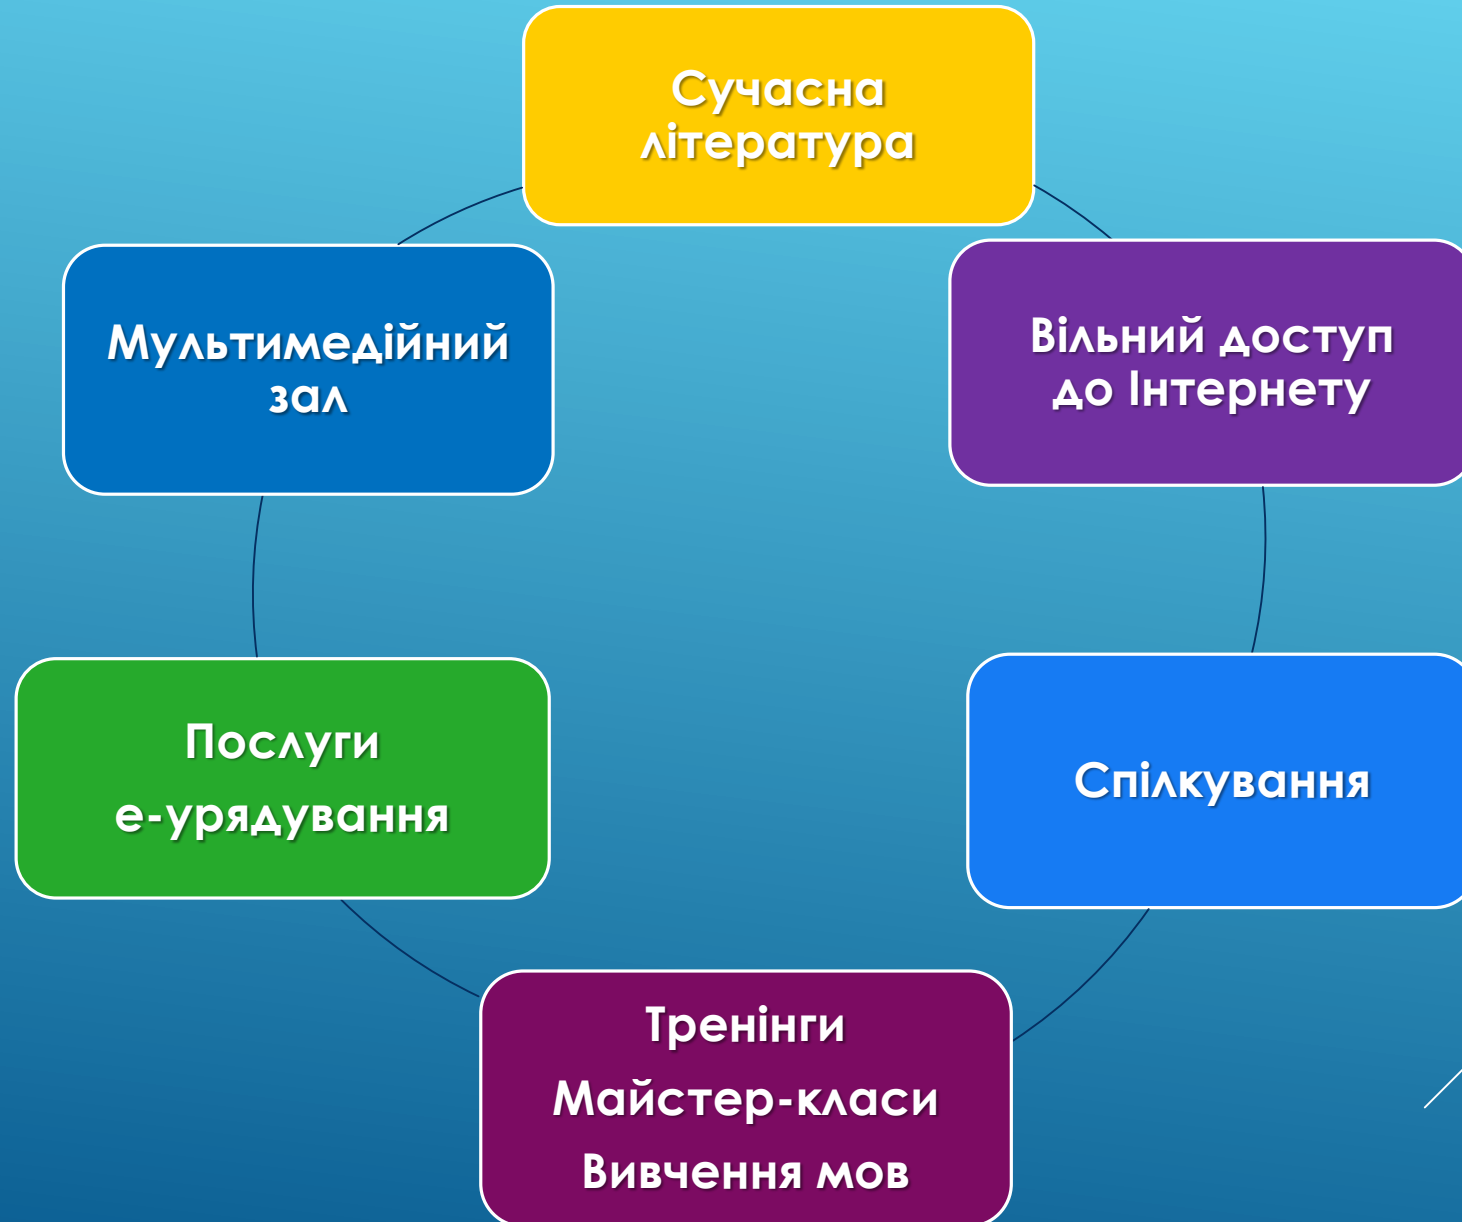 Сучасна
література
Мультимедійний
зал
Вільний доступ
до Інтернету
Послуги
е-урядування
Спілкування
Тренінги
Майстер-класи
Вивчення мов